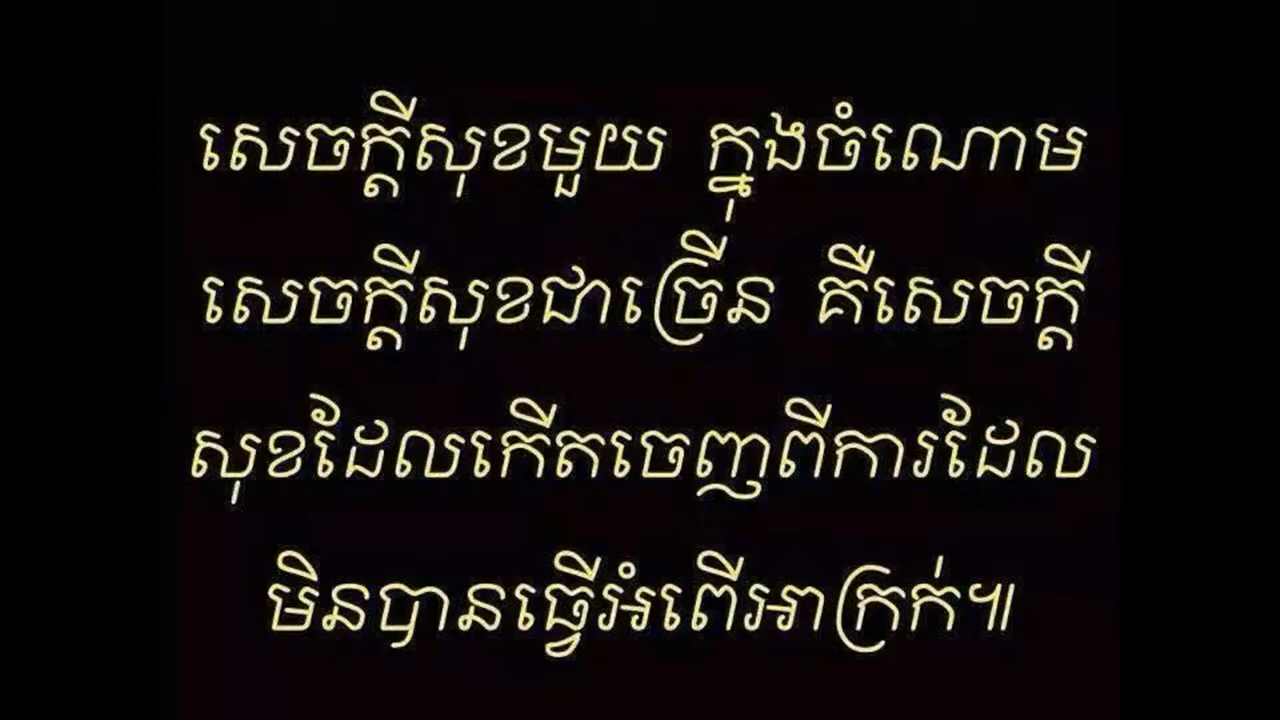 សេចក្ដីសុខមួយ ក្នុងចំណោម
សេចក្ដីសុខជាច្រើន គឺសេចក្ដី
សុខដែលកើតចេញពីការដែល
មិនបានធ្វើអំពើអាក្រក់៕